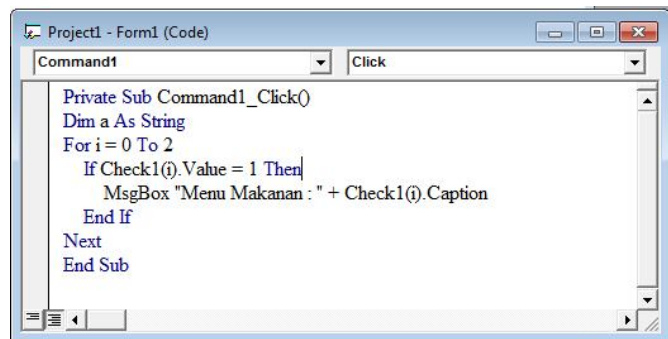 Project1 - Form1 (Code)
Command1 Click
Private Sub Command1_Click()
Dim a As String
For i = 0 To 2
If Check1(i).Value = 1 Then
MsgBox "Menu Makanan : " + Check1(i).Caption
End If
Next
End Sub